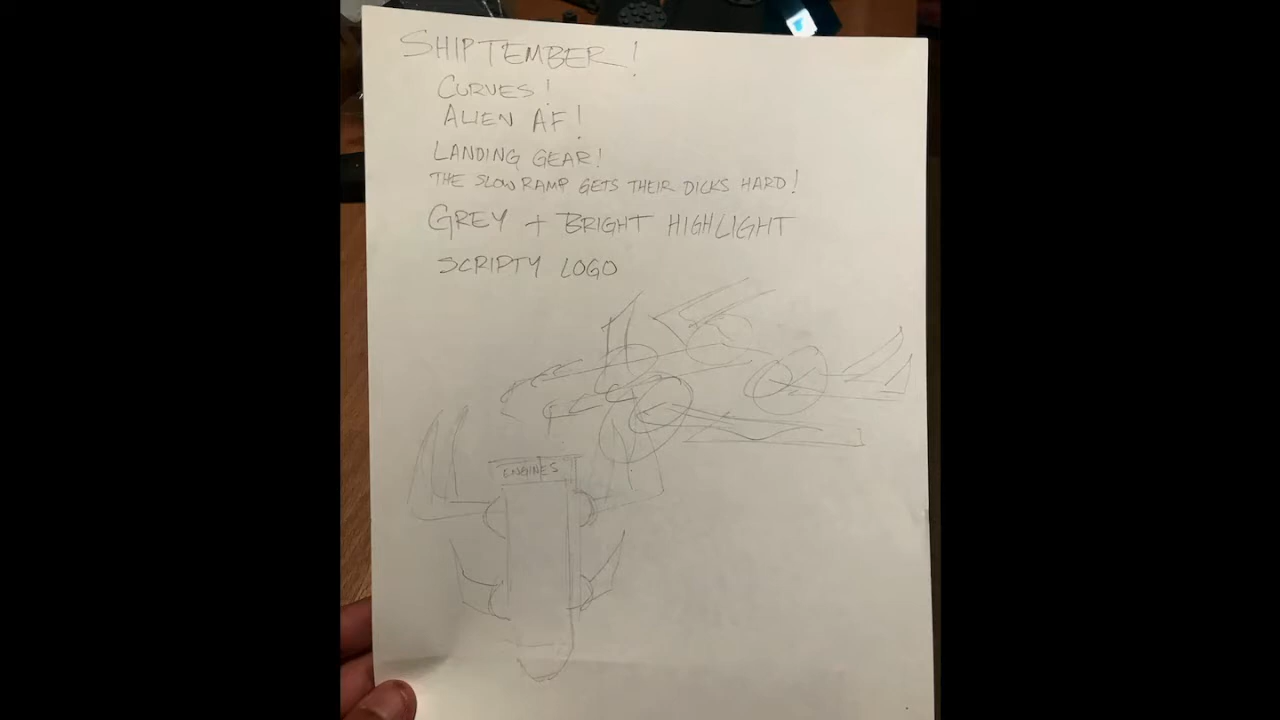 SHIPTEMBER!
CURVES!
ALIEN AF!
LANDING GEAR!
THE SLOW RAMP GETS THEIR DICKS HARD!
GREY + BRIGHT HIGHLIGHT
SCRIPTY LOGO
ENGINES